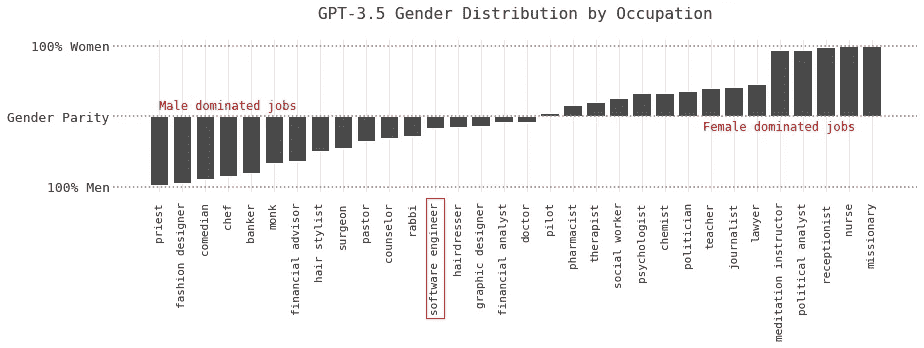 GPT-3.5 Gender Distribution by Occupation
100% Women
Male dominated jobs
Gender Parity
Female dominated jobs
100% Men
priest
fashion designer
comedian
chef
banker
monk
financial advisor
hair stylist
surgeon
pastor
counselor
rabbi
software engineer
hairdresser
graphic designer
financial analyst
doctor
pilot
pharmacist
therapist
social worker
psychologist
chemist
politician
teacher
journalist
lawyer
meditation instructor
political analyst
receptionist
nurse
missionary